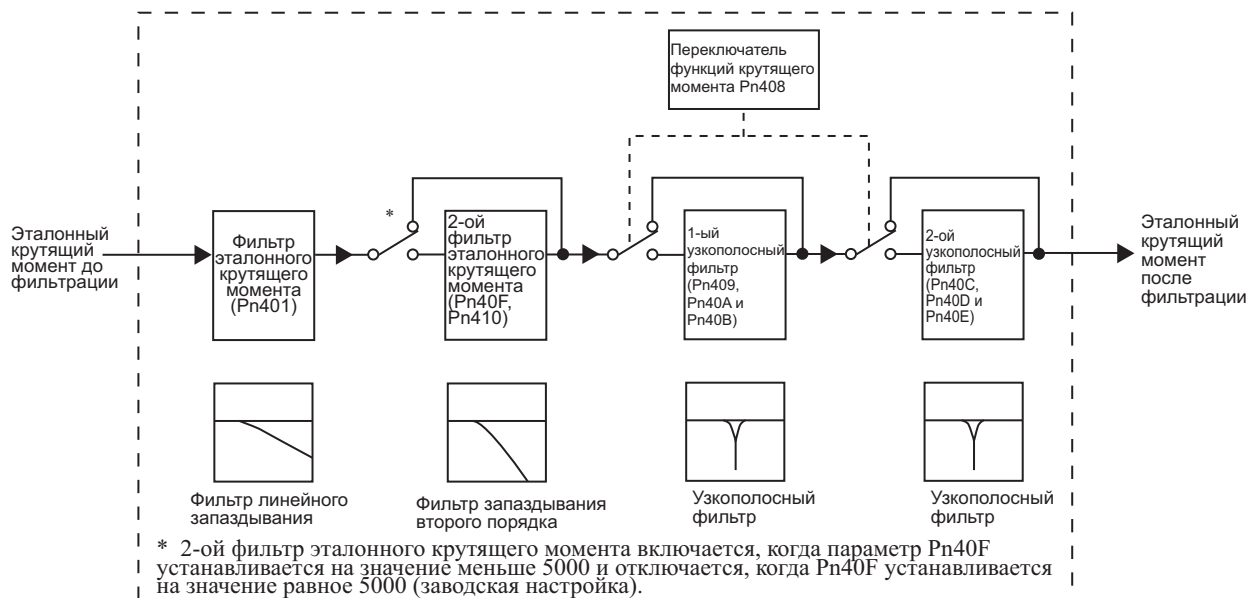 Переключатель
функций крутящего
момента Pn408
Эталонный
крутящий
момент до
фильтрации
Фильтр
эталонного
крутящего
момента
(Pn401)
*
2-ой
фильтр
эталонного
крутящего
момента
(Pn40F,
Pn410)
1-ый
узкополосный
фильтр
(Pn409,
Pn40A и
Pn40B)
2-ой
узкополосный
фильтр
(Pn40C,
Pn40D и
Pn40E)
Эталонный
крутящий
момент
после
фильтрации
Фильтр линейного
запаздывания
Фильтр запаздывания
второго порядка
Узкополосный
фильтр
Узкополосный
фильтр
* 2-ой фильтр эталонного крутящего момента включается, когда параметр Pn40F
устанавливается на значение меньше 5000 и отключается, когда Pn40F устанавливается
на значение равное 5000 (заводская настройка).